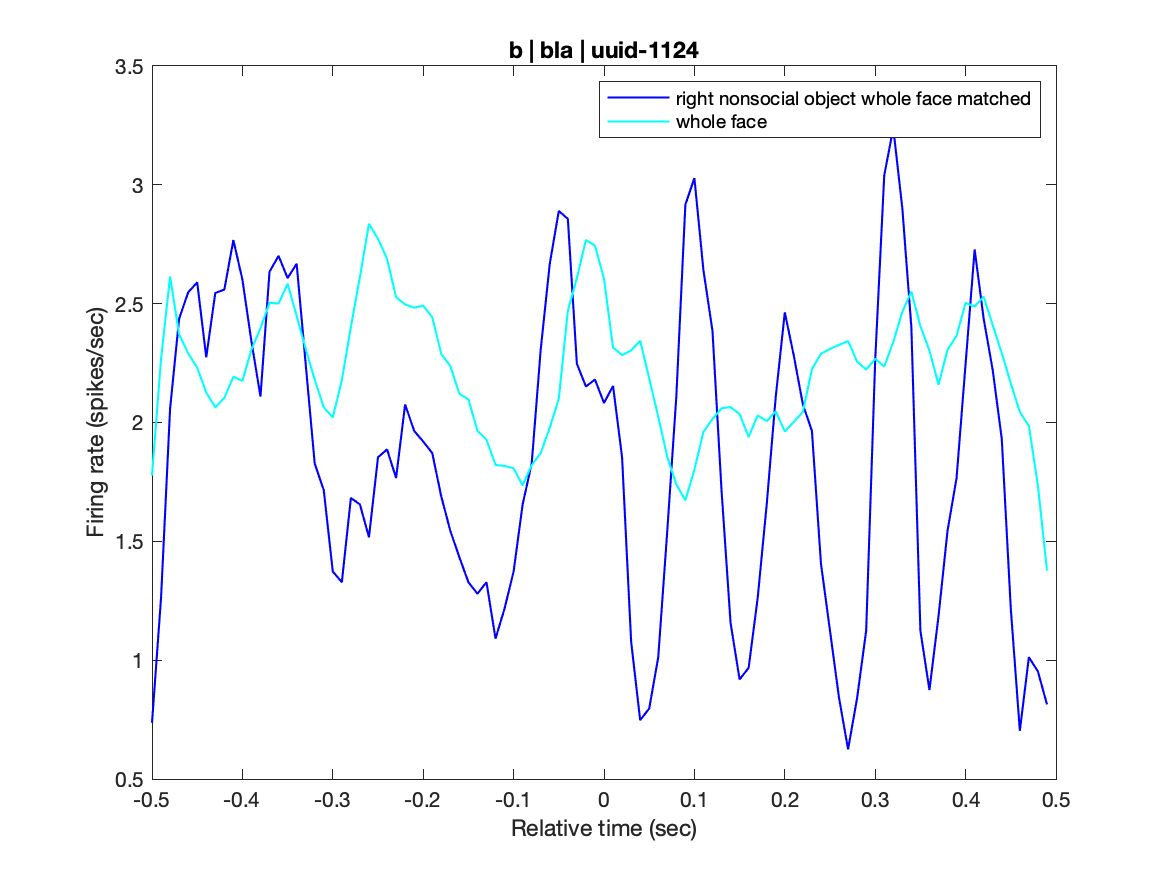 b | bla | uuid-1124
right nonsocial object whole face matched
whole face
Firing rate (spikes/sec)
3.5
3
2.5
2
1.5
1
0.5
-0.5 -0.4 -0.3 -0.2 -0.1 0 0.1 0.2 0.3 0.4 0.5
Relative time (sec)